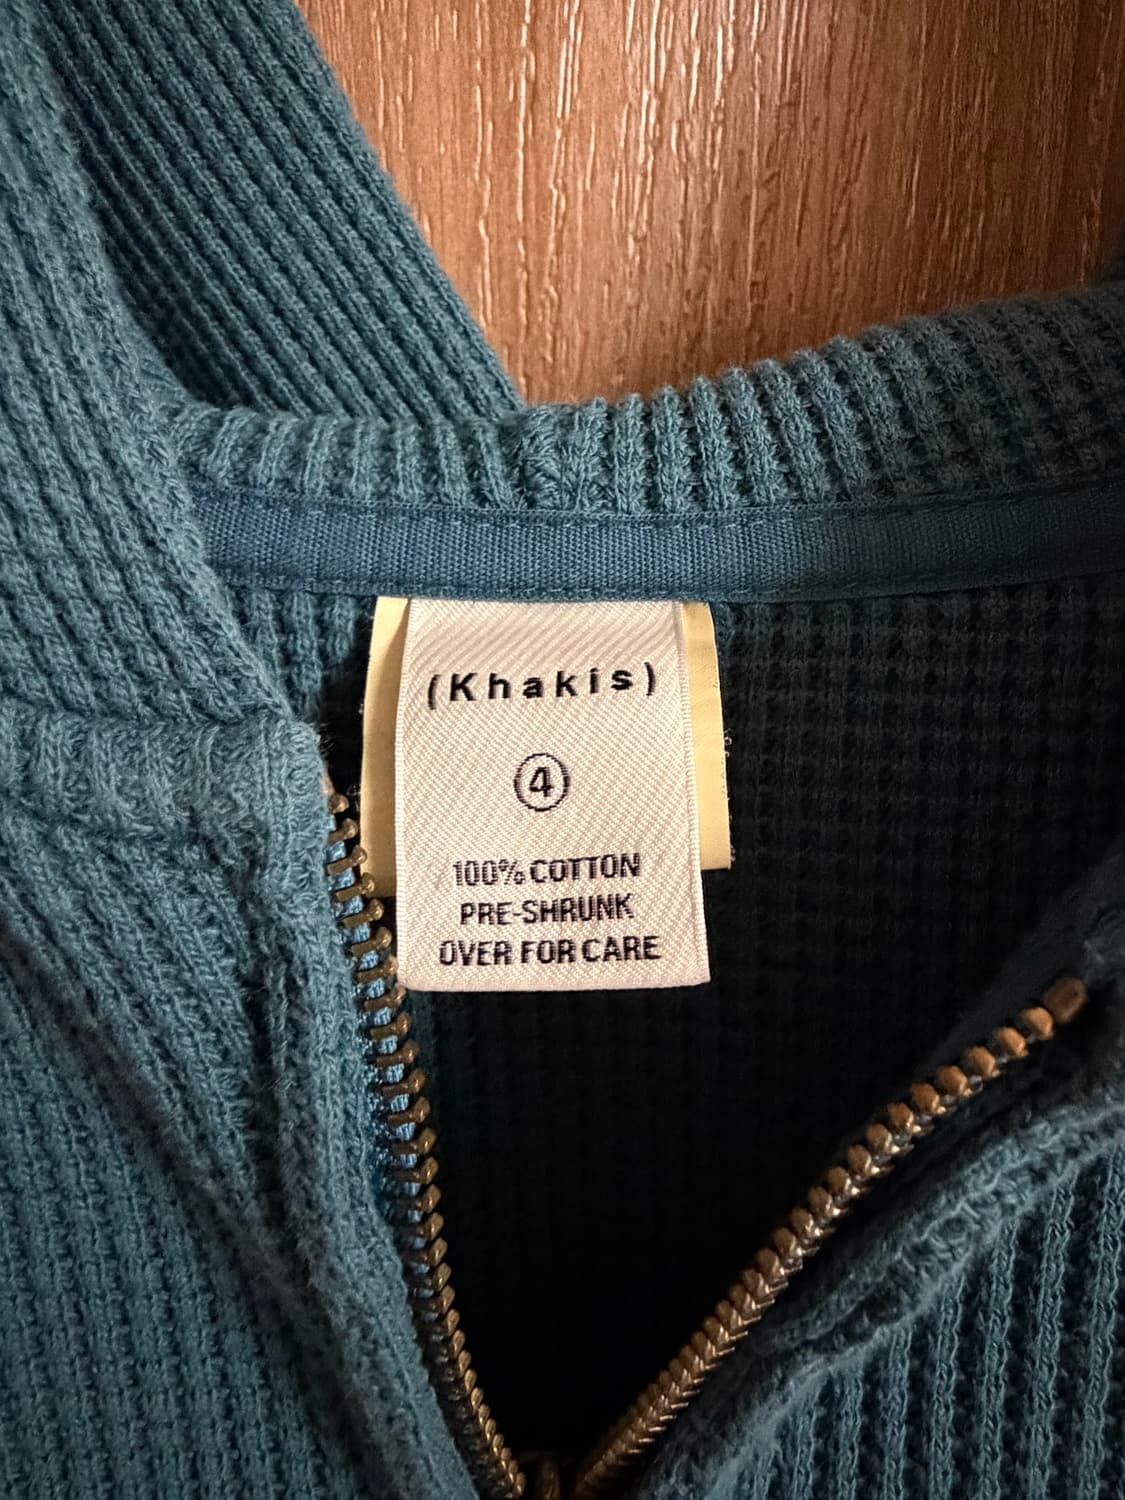 (Khakis)
4
100% COTTON
PRE-SHRUNK
OVER FOR CARE